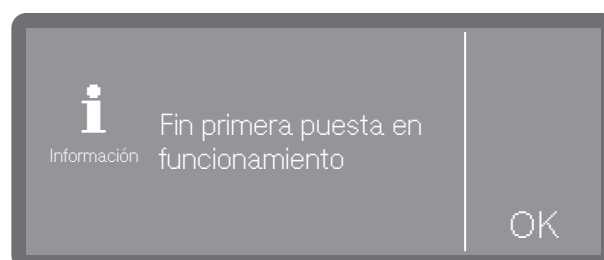 i
Información
Fin primera puesta en
funcionamiento
OK